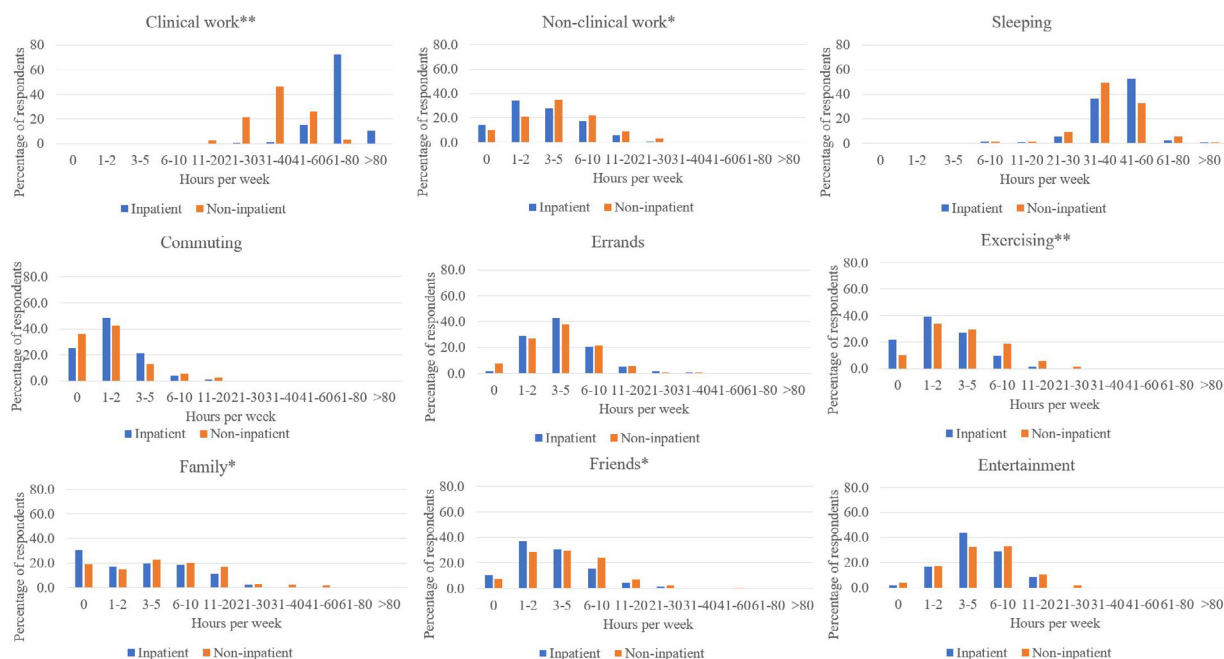 Clinical work**
Percentage of respondents
80
60
40
20
0
0 1-2 3-5 6-10 11-20 21-30 31-40 41-60 61-80 >80
Hours per week
Inpatient Non-inpatient
Non-clinical work*
Percentage of respondents
80.0
60.0
40.0
20.0
0.0
0 1-2 3-5 6-10 11-20 21-30 31-40 41-60 61-80 >80
Hours per week
Inpatient Non-inpatient
Sleeping
Percentage of respondents
80
60
40
20
0
0 1-2 3-5 6-10 11-20 21-30 31-40 41-60 61-80 >80
Hours per week
Inpatient Non-inpatient
Commuting
Percentage of respondents
80.0
60.0
40.0
20.0
0.0
0 1-2 3-5 6-10 11-20 21-30 31-40 41-60 61-80 >80
Hours per week
Inpatient Non-inpatient
Errands
Percentage of respondents
80.0
60.0
40.0
20.0
0.0
0 1-2 3-5 6-10 11-20 21-30 31-40 41-60 61-80 >80
Hours per week
Inpatient Non-inpatient
Exercising**
Percentage of respondents
80.0
60.0
40.0
20.0
0.0
0 1-2 3-5 6-10 11-20 21-30 31-40 41-60 61-80 >80
Hours per week
Inpatient Non-inpatient
Family*
Percentage of respondents
80.0
60.0
40.0
20.0
0.0
0 1-2 3-5 6-10 11-20 21-30 31-40 41-60 61-80 >80
Hours per week
Inpatient Non-inpatient
Friends*
Percentage of respondents
80.0
60.0
40.0
20.0
0.0
0 1-2 3-5 6-10 11-20 21-30 31-40 41-60 61-80 >80
Hours per week
Inpatient Non-inpatient
Entertainment
Percentage of respondents
80.0
60.0
40.0
20.0
0.0
0 1-2 3-5 6-10 11-20 21-30 31-40 41-60 61-80 >80
Hours per week
Inpatient Non-inpatient